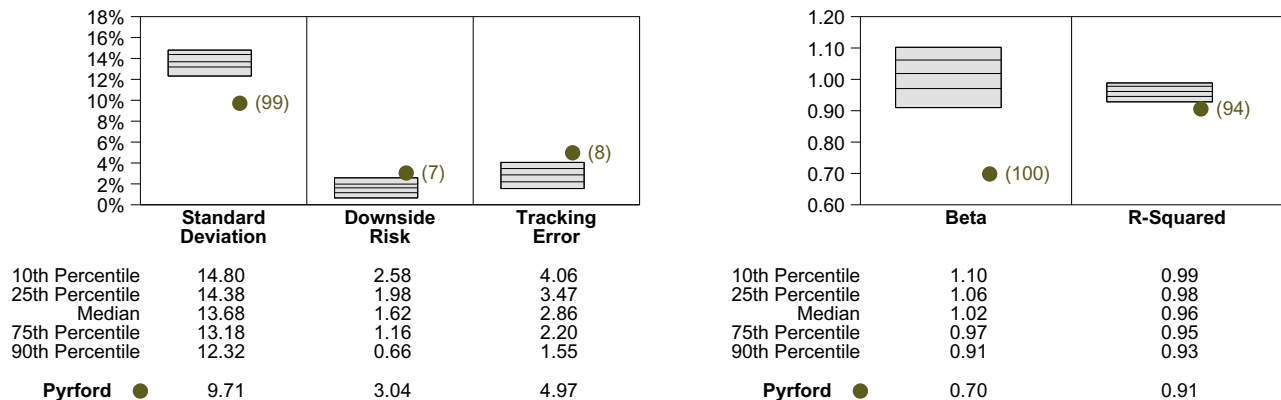 18%
16%
14%
12%
10%
8%
6%
4%
2%
0%
(99)
(7)
(8)
Standard Deviation
Downside Risk
Tracking Error
10th Percentile 14.80 2.58 4.06
25th Percentile 14.38 1.98 3.47
Median 13.68 1.62 2.86
75th Percentile 13.18 1.16 2.20
90th Percentile 12.32 0.66 1.55
Pyrford 9.71 3.04 4.97
1.20
1.10
1.00
0.90
0.80
0.70
0.60
(100)
(94)
Beta
R-Squared
10th Percentile 1.10 0.99
25th Percentile 1.06 0.98
Median 1.02 0.96
75th Percentile 0.97 0.95
90th Percentile 0.91 0.93
Pyrford 0.70 0.91